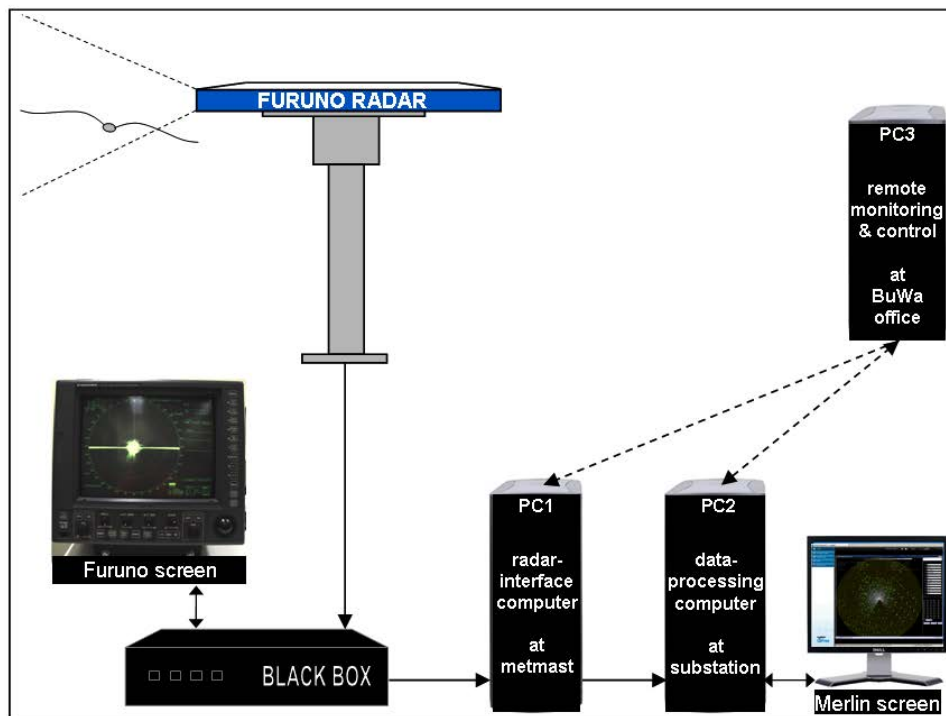 FURUNO RADAR
PC3
remote
monitoring
& control
at
BuWa
office
Furuno screen
BLACK BOX
PC1
radar-
interface
computer
at
metmast
PC2
data-
processing
computer
at
substation
Merlin screen